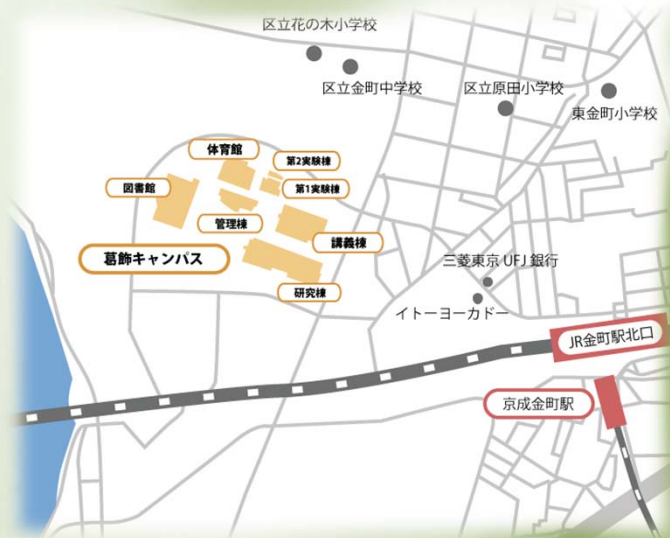 区立花の木小学校
区立金町中学校
区立原田小学校
東金町小学校
体育館
第2実験棟
図書館
第1実験棟
管理棟
講義棟
葛飾キャンパス
三菱東京UFJ銀行
研究棟
イトーヨーカドー
JR金町駅北口
京成金町駅